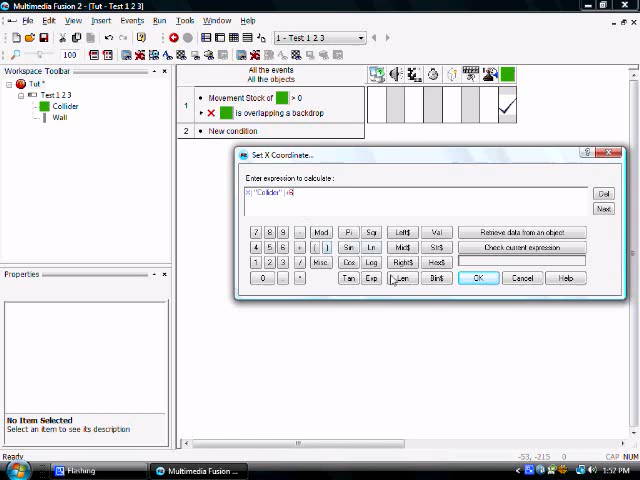 Multimedia Fusion 2 - [Tut - Test 1 2 3]
File Edit View Insert Events Run Tools Window Help
1 - Test 1 2 3
100
Workspace Toolbar
Tut *
Test 1 2 3
Collider
Wall
All the events
All the objects
1
Movement Stock of > 0
is overlapping a backdrop
2
New condition
Set X Coordinate...
Enter expression to calculate :
X( "Collider" )+6
Del
Next
7 8 9 - Mod Pi Sqr Left$ Val Retrieve data from an object
4 5 6 + ( ) Sin Ln Mid$ Str$ Check current expression
1 2 3 / Misc. Cos Log Right$ Hex$
0 . * Tan Exp Len Bin$ OK Cancel Help
Properties
No Item Selected
Select an item to see its description
Ready
-53, -215 0 CAP NUM
Flashing
Multimedia Fusion ...
1:52 PM